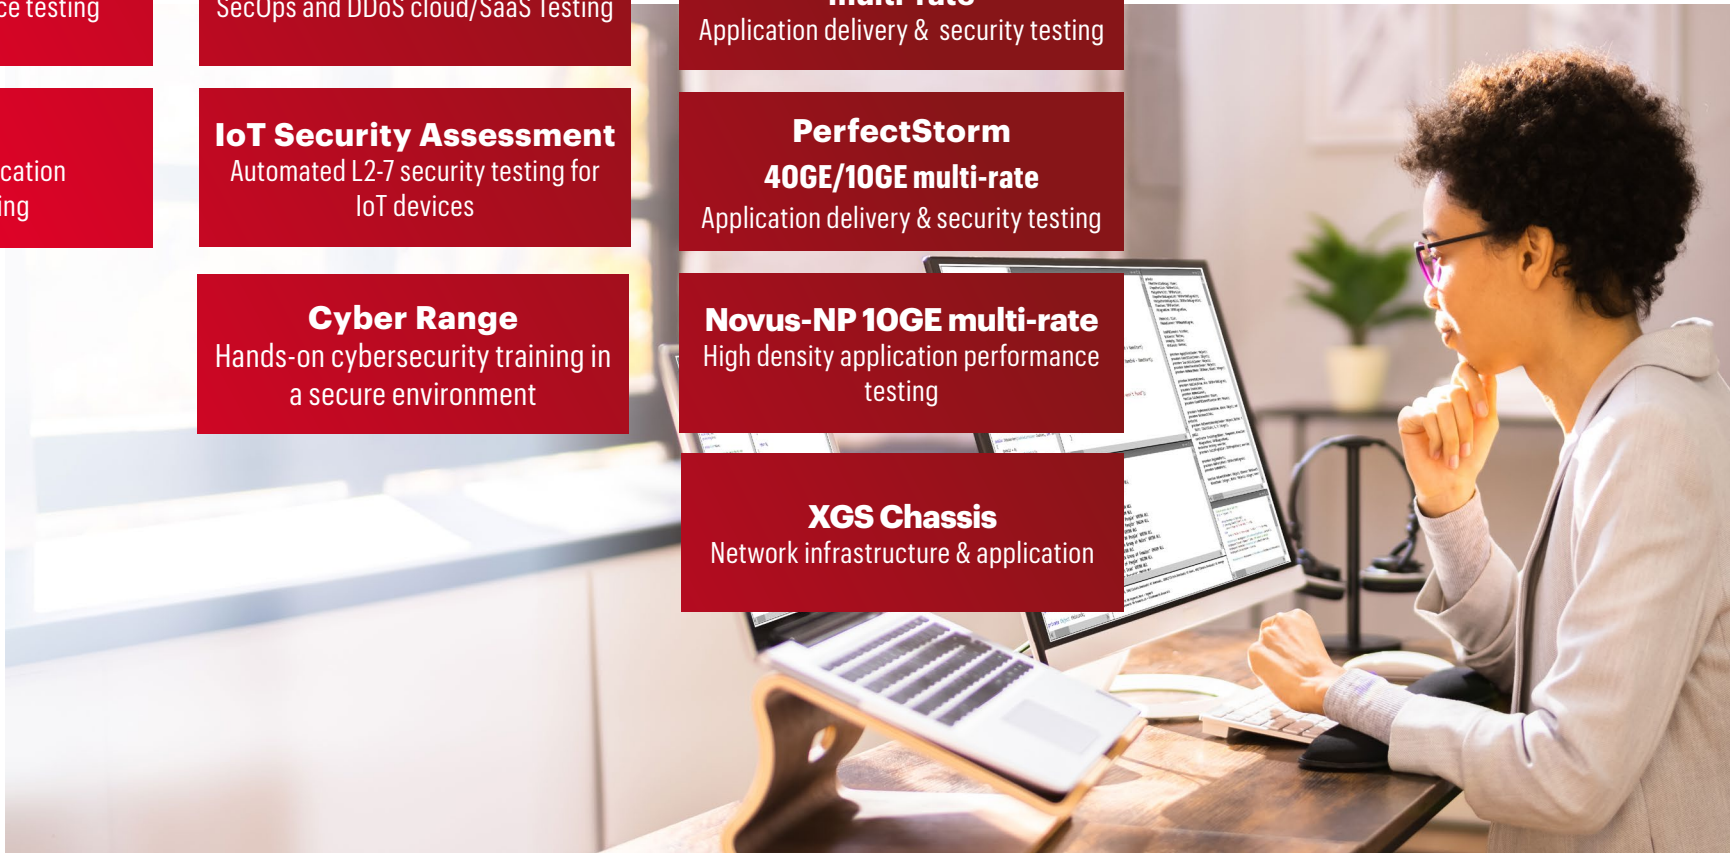 ce testing
cation
ing
SecOps and DDoS cloud/SaaS Testing
IoT Security Assessment
Automated L2-7 security testing for
IoT devices
Cyber Range
Hands-on cybersecurity training in
a secure environment
multi-rate
Application delivery & security testing
PerfectStorm
40GE/10GE multi-rate
Application delivery & security testing
Novus-NP 10GE multi-rate
High density application performance
testing
XGS Chassis
Network infrastructure & application